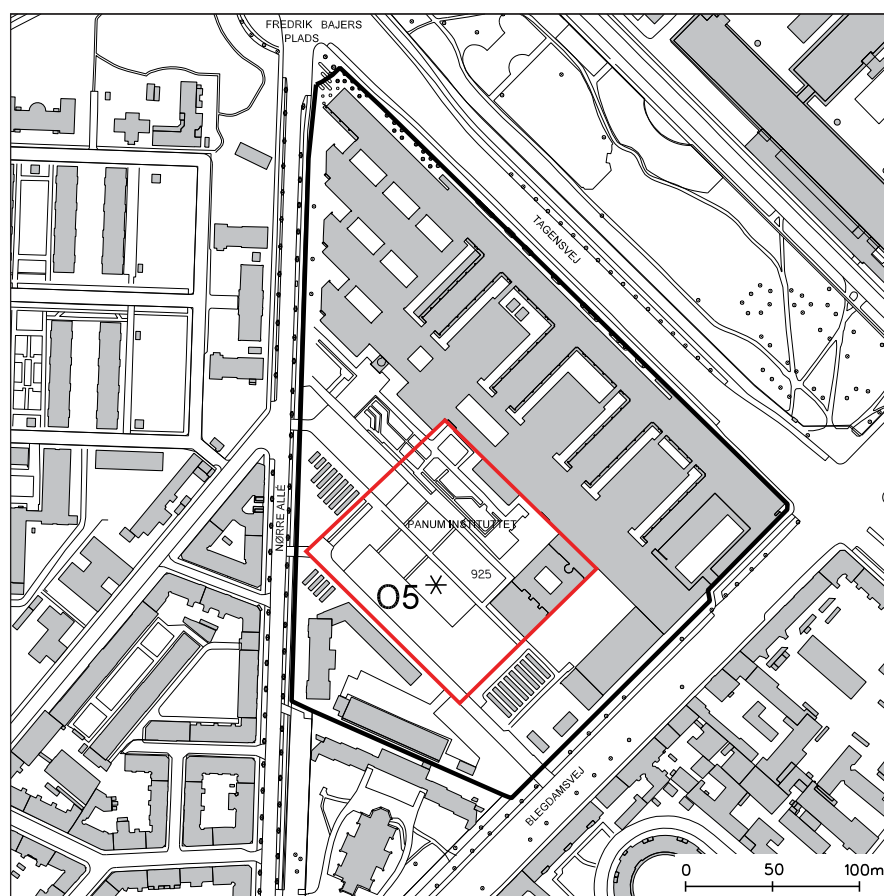 FREDRIK BAJERS
PLADS
TAGENSVEJ
NØRRE ALLÉ
PANUM INSTITUTTET
925
O5*
BLEGDAMSVEJ
0 50 100m